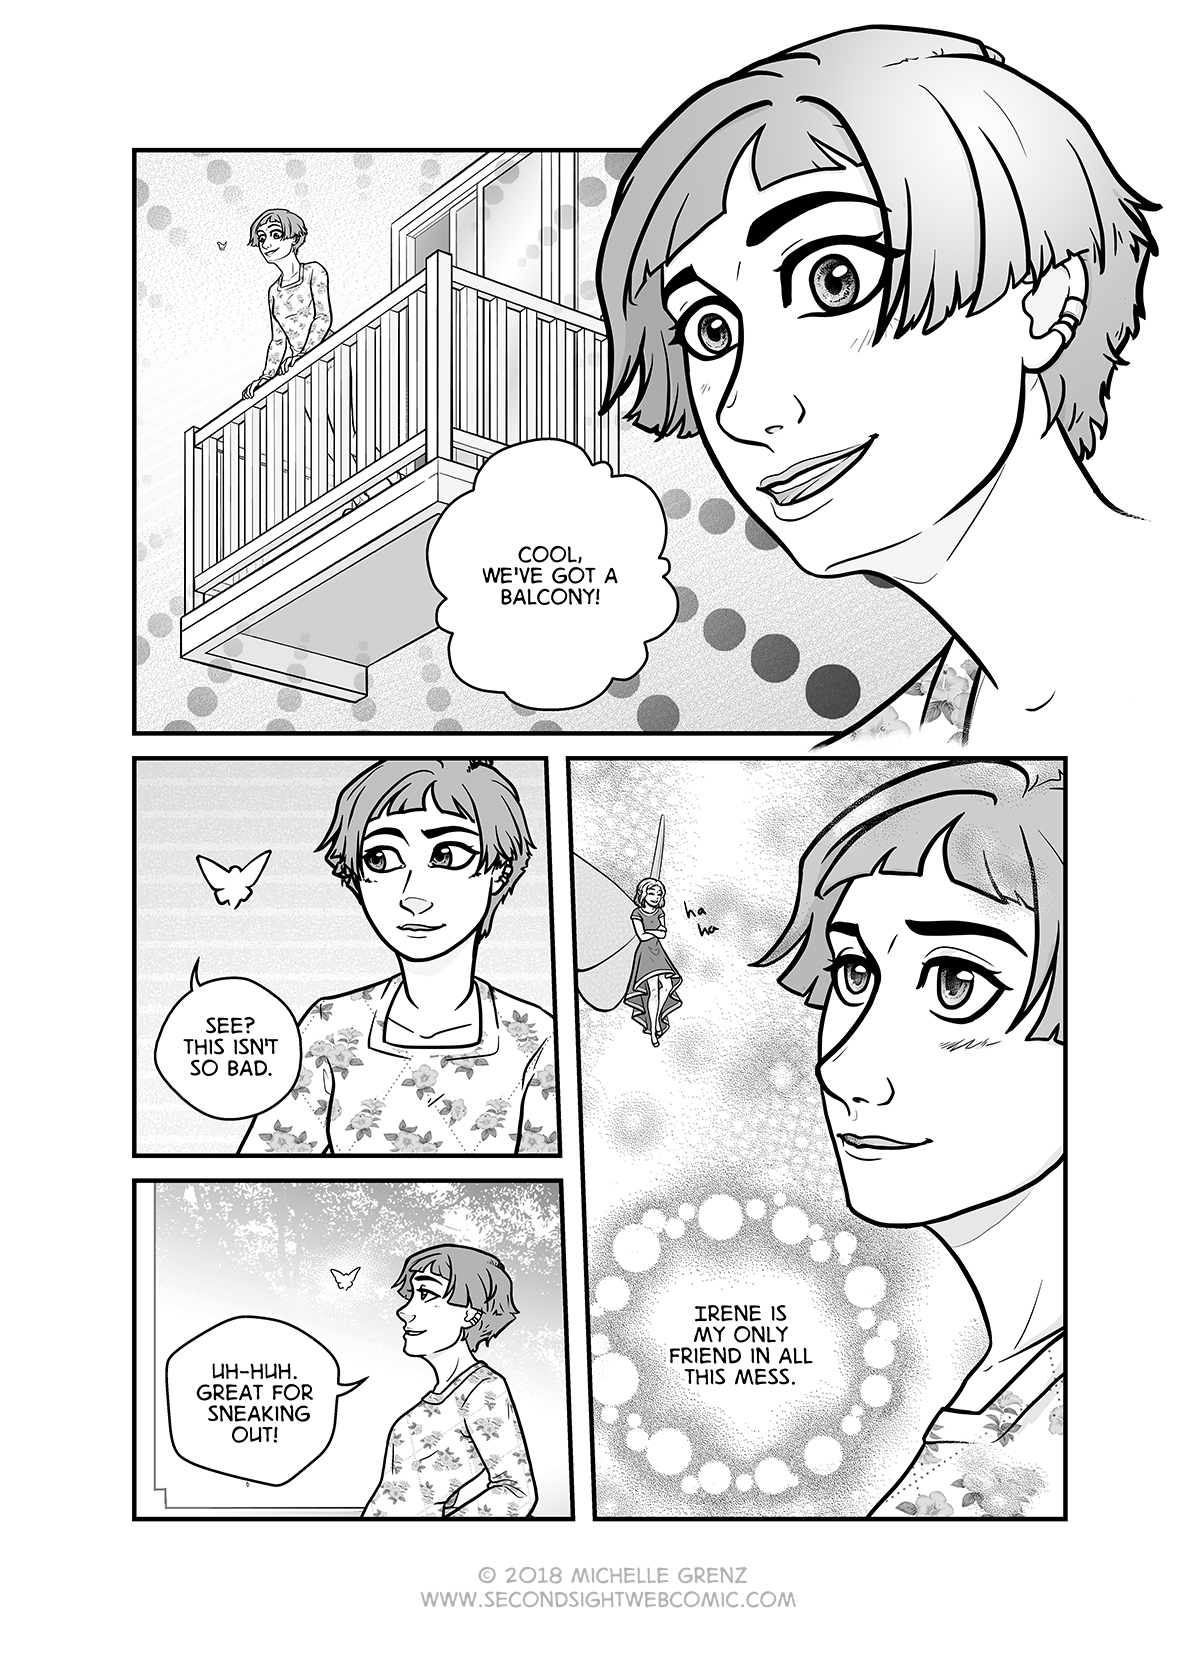 COOL,
WE'VE GOT A
BALCONY!
SEE?
THIS ISN'T
SO BAD.
UH-HUH.
GREAT FOR
SNEAKING
OUT!
ha
ha
IRENE IS
MY ONLY
FRIEND IN ALL
THIS MESS.
© 2018 MICHELLE GRENZ
WWW.SECONDSIGHTWEBCOMIC.COM